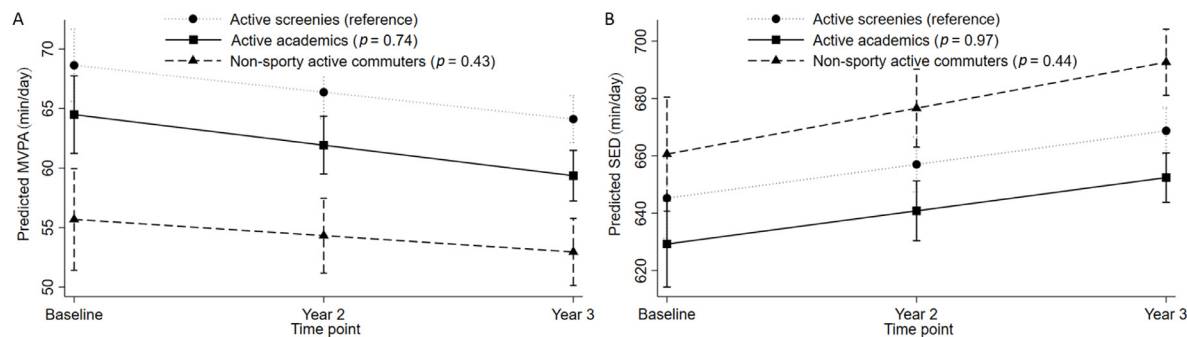 A
Active screenies (reference)
Active academics (p = 0.74)
Non-sporty active commuters (p = 0.43)
Predicted MVPA (min/day)
70
65
60
55
50
Baseline
Year 2
Year 3
Time point
B
Active screenies (reference)
Active academics (p = 0.97)
Non-sporty active commuters (p = 0.44)
Predicted SED (min/day)
700
680
660
640
620
Baseline
Year 2
Year 3
Time point